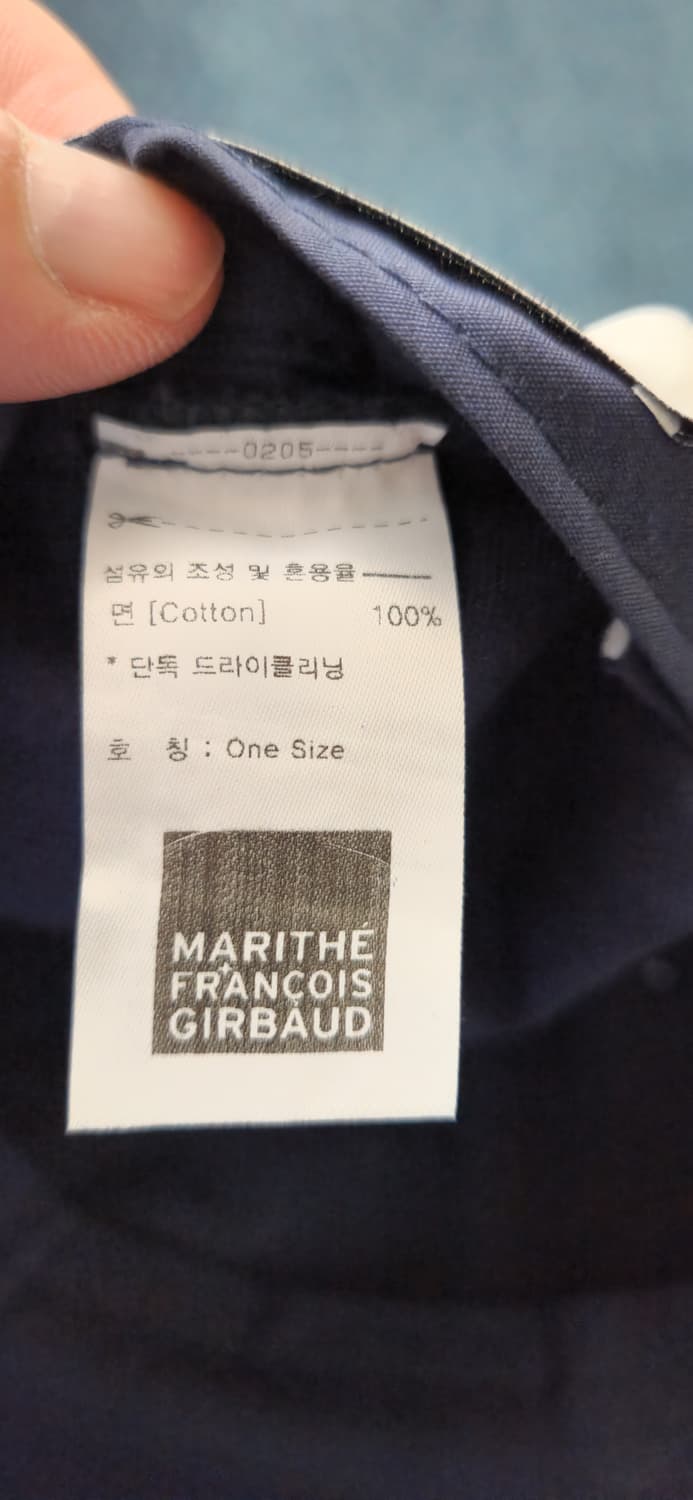 ----0205----
섬유의 조성 및 혼용율
면 [Cotton] 100%
* 단독 드라이클리닝
호 칭 : One Size
MARITHÉ
+
FRANÇOIS
GIRBAUD